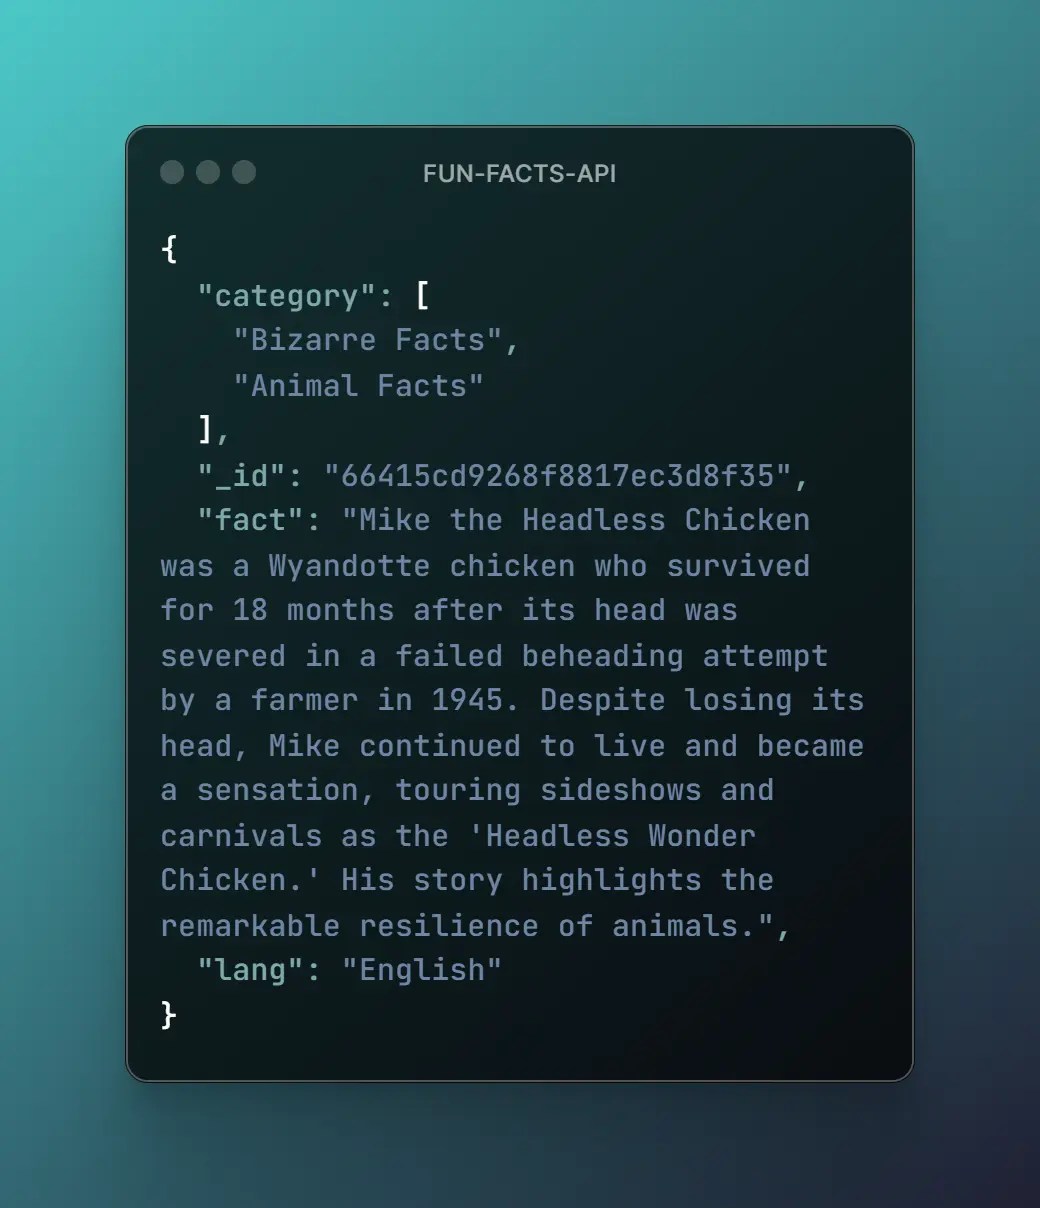 FUN-FACTS-API
{
  "category": [
    "Bizarre Facts",
    "Animal Facts"
  ],
  "_id": "66415cd9268f8817ec3d8f35",
  "fact": "Mike the Headless Chicken
was a Wyandotte chicken who survived
for 18 months after its head was
severed in a failed beheading attempt
by a farmer in 1945. Despite losing its
head, Mike continued to live and became
a sensation, touring sideshows and
carnivals as the 'Headless Wonder
Chicken.' His story highlights the
remarkable resilience of animals.",
  "lang": "English"
}